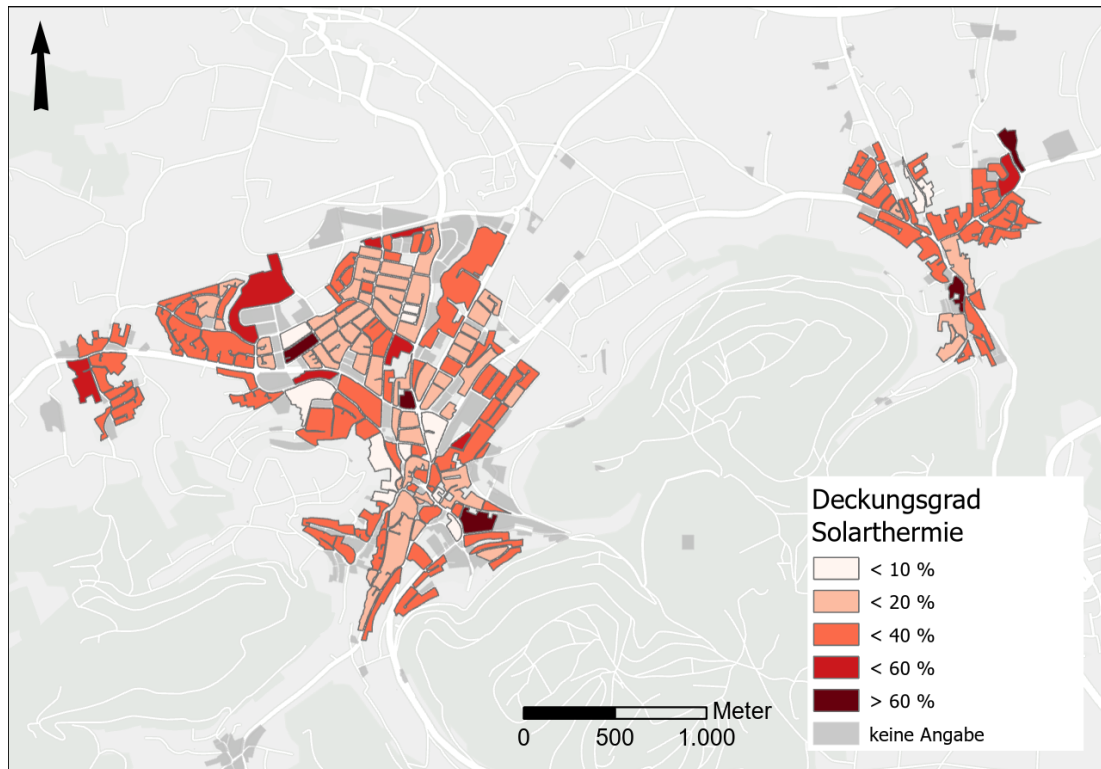 Deckungsgrad
Solarthermie
< 10 %
< 20 %
< 40 %
< 60 %
> 60 %
keine Angabe
Meter
0 500 1.000